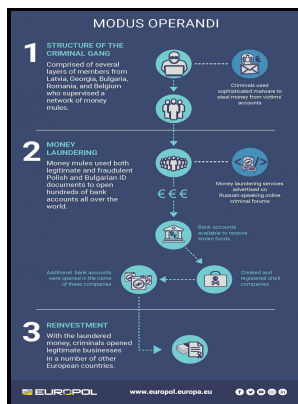 MODUS OPERANDI
1
STRUCTURE OF THE
CRIMINAL GANG
Comprised of several
layers of members from
Latvia, Georgia, Bulgaria,
Romania, and Belgium
who supervised a
network of money
mules.
Criminals used
sophisticated malware to
steal money from victims'
accounts
2
MONEY
LAUNDERING
Money mules used both
legitimate and fraudulent
Polish and Bulgarian ID
documents to open
hundreds of bank
accounts all over the
world.
Money laundering services
advertised on
Russian-speaking online
criminal forums
€ € €
Bank accounts
available to receive
stolen funds
Additional bank accounts
were opened in the name
of these companies
Created and
registered shell
companies
3
REINVESTMENT
With the laundered
money, criminals opened
legitimate businesses
in a number of other
European countries.
EUROPOL
www.europol.europa.eu